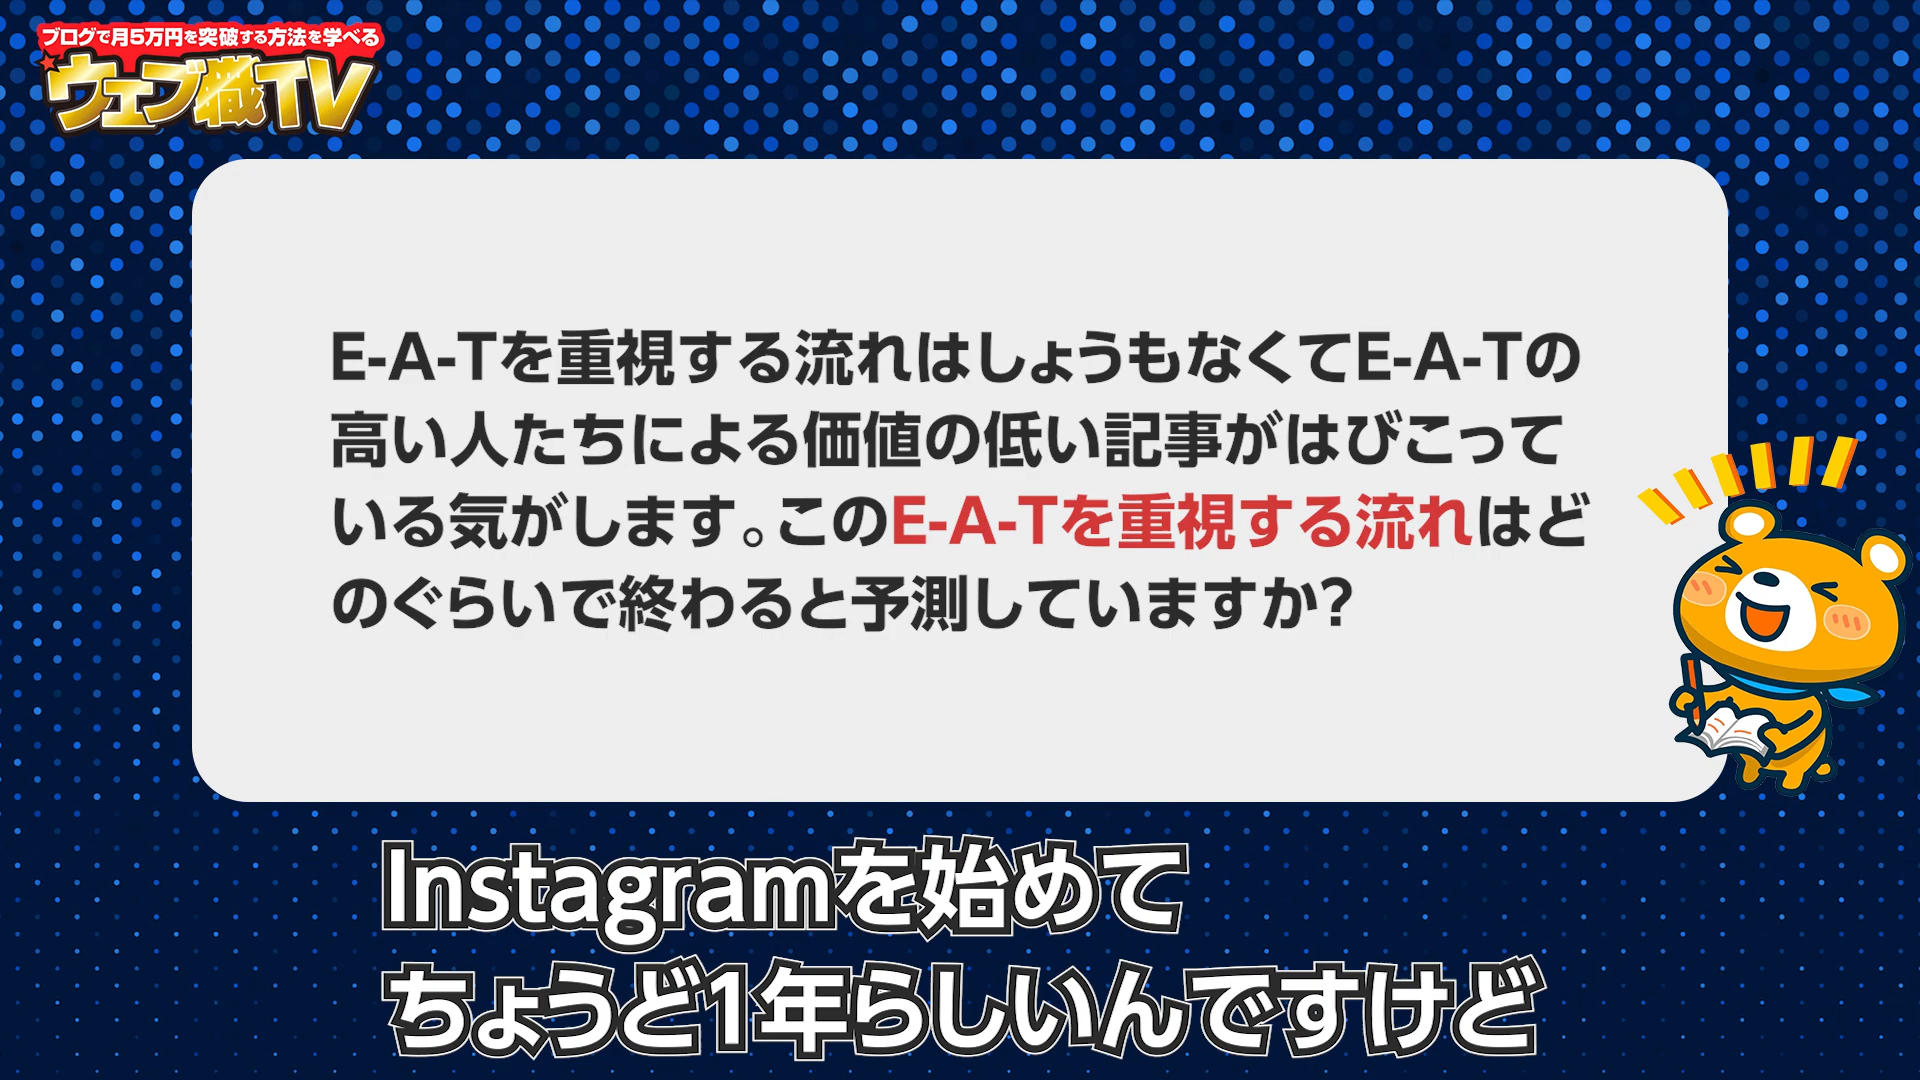 ブログで月5万円を突破する方法を学べる
ウェブ職TV
E-A-Tを重視する流れはしょうもなくてE-A-Tの
高い人たちによる価値の低い記事がはびこって
いる気がします。このE-A-Tを重視する流れはど
のぐらいで終わると予測していますか?
Instagramを始めて
ちょうど1年らしいんですけど